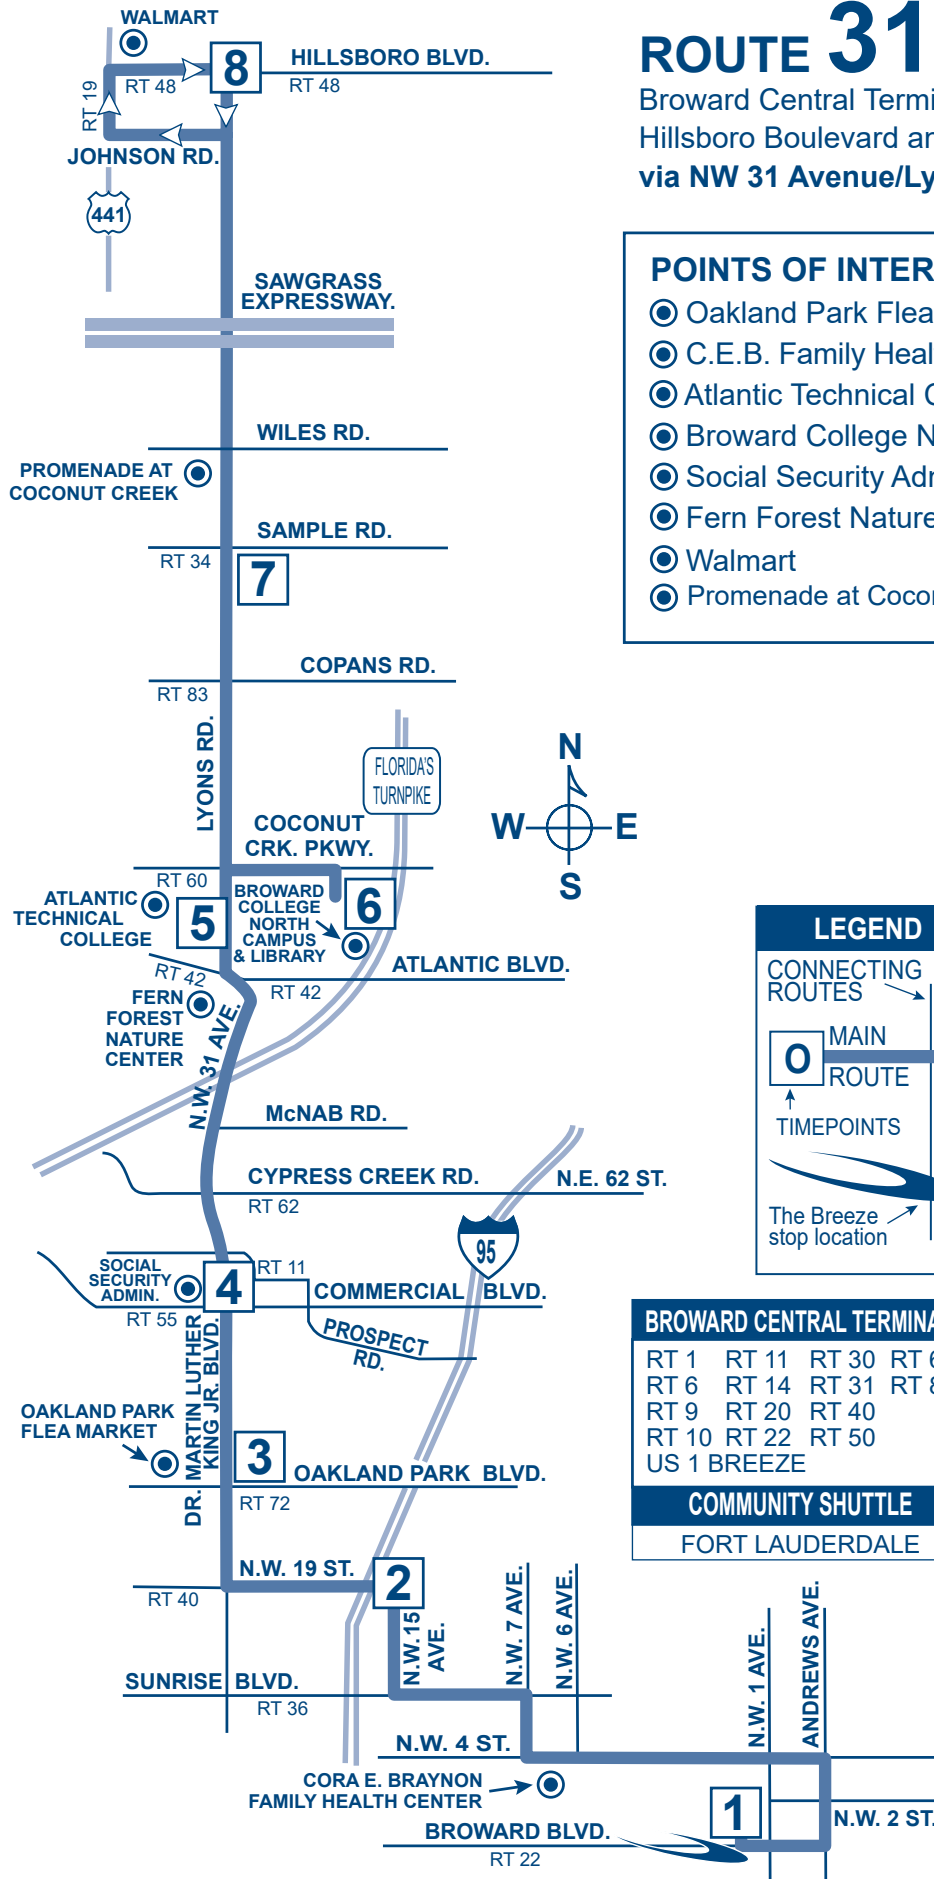 WALMART
8
HILLSBORO BLVD.
RT 48
RT 48
RT 19
JOHNSON RD.
441
ROUTE 31
Broward Central Termi
Hillsboro Boulevard an
via NW 31 Avenue/Ly
SAWGRASS
EXPRESSWAY.
POINTS OF INTER
Oakland Park Flea
C.E.B. Family Heal
Atlantic Technical C
Broward College N
Social Security Adm
Fern Forest Nature
Walmart
Promenade at Cocon
WILES RD.
PROMENADE AT
COCONUT CREEK
SAMPLE RD.
RT 34
7
COPANS RD.
RT 83
LYONS RD.
FLORIDA'S
TURNPIKE
N
W E
S
COCONUT
CRK. PKWY.
RT 60
ATLANTIC
TECHNICAL
COLLEGE
5
BROWARD
COLLEGE
NORTH
CAMPUS
& LIBRARY
6
ATLANTIC BLVD.
RT 42
RT 42
FERN
FOREST
NATURE
CENTER
N.W. 31 AVE.
LEGEND
CONNECTING
ROUTES
O
MAIN
ROUTE
TIMEPOINTS
The Breeze
stop location
McNAB RD.
CYPRESS CREEK RD.
N.E. 62 ST.
RT 62
95
SOCIAL
SECURITY
ADMIN.
4
RT 11
COMMERCIAL BLVD.
RT 55
PROSPECT
RD.
DR. MARTIN LUTHER
KING JR. BLVD.
BROWARD CENTRAL TERMINA
RT 1 RT 11 RT 30 RT 6
RT 6 RT 14 RT 31 RT 8
RT 9 RT 20 RT 40
RT 10 RT 22 RT 50
US 1 BREEZE
COMMUNITY SHUTTLE
FORT LAUDERDALE
OAKLAND PARK
FLEA MARKET
3
OAKLAND PARK BLVD.
RT 72
N.W. 19 ST.
2
RT 40
N.W. 15
AVE.
N.W. 7 AVE.
N.W. 6 AVE.
N.W. 1 AVE.
ANDREWS AVE.
SUNRISE BLVD.
RT 36
N.W. 4 ST.
CORA E. BRAYNON
FAMILY HEALTH CENTER
1
N.W. 2 ST.
BROWARD BLVD.
RT 22